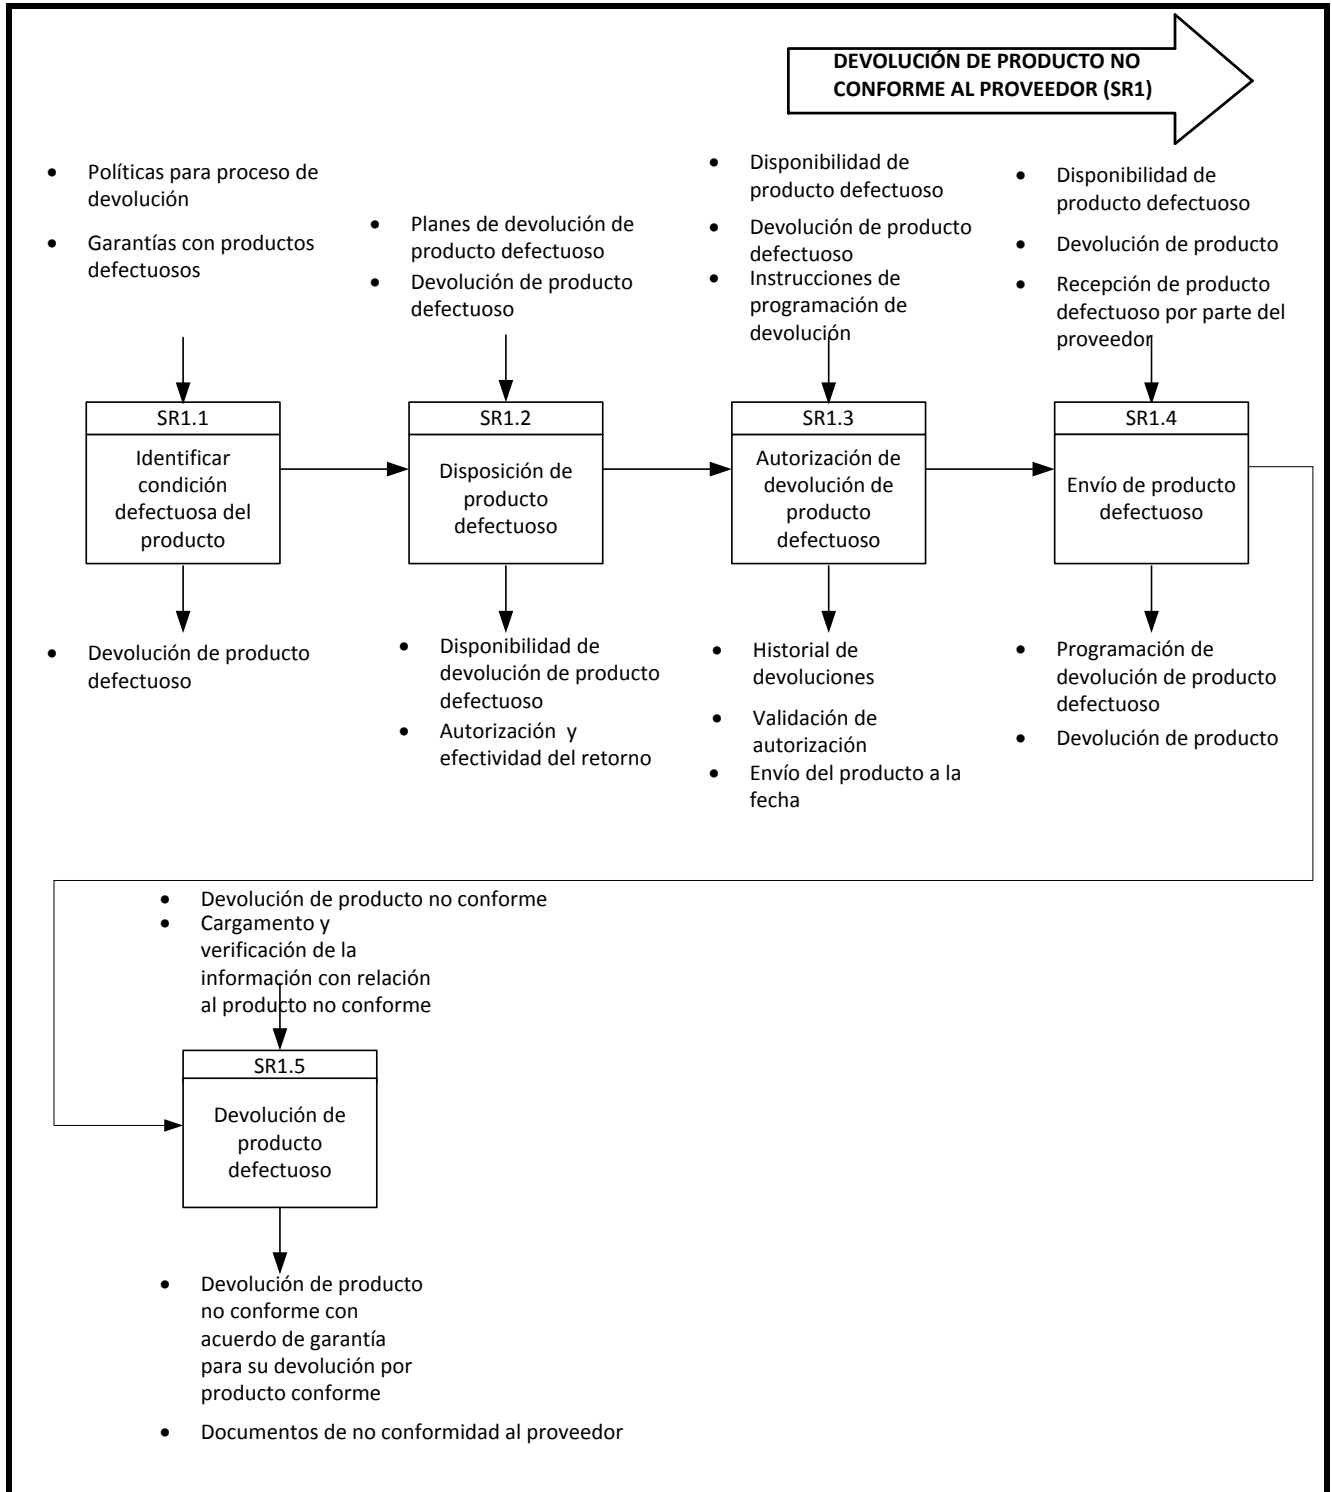 DEVOLUCIÓN DE PRODUCTO NO
CONFORME AL PROVEEDOR (SR1)
• Políticas para proceso de
devolución
• Garantías con productos
defectuosos
• Planes de devolución de
producto defectuoso
• Devolución de producto
defectuoso
• Disponibilidad de
producto defectuoso
• Devolución de producto
defectuoso
• Instrucciones de
programación de
devolución
• Disponibilidad de
producto defectuoso
• Devolución de producto
• Recepción de producto
defectuoso por parte del
proveedor
SR1.1
Identificar
condición
defectuosa del
producto
SR1.2
Disposición de
producto
defectuoso
SR1.3
Autorización de
devolución de
producto
defectuoso
SR1.4
Envío de producto
defectuoso
• Devolución de producto
defectuoso
• Disponibilidad de
devolución de producto
defectuoso
• Autorización y
efectividad del retorno
• Historial de
devoluciones
• Validación de
autorización
• Envío del producto a la
fecha
• Programación de
devolución de producto
defectuoso
• Devolución de producto
• Devolución de producto no conforme
• Cargamento y
verificación de la
información con relación
al producto no conforme
SR1.5
Devolución de
producto
defectuoso
• Devolución de producto
no conforme con
acuerdo de garantía
para su devolución por
producto conforme
• Documentos de no conformidad al proveedor